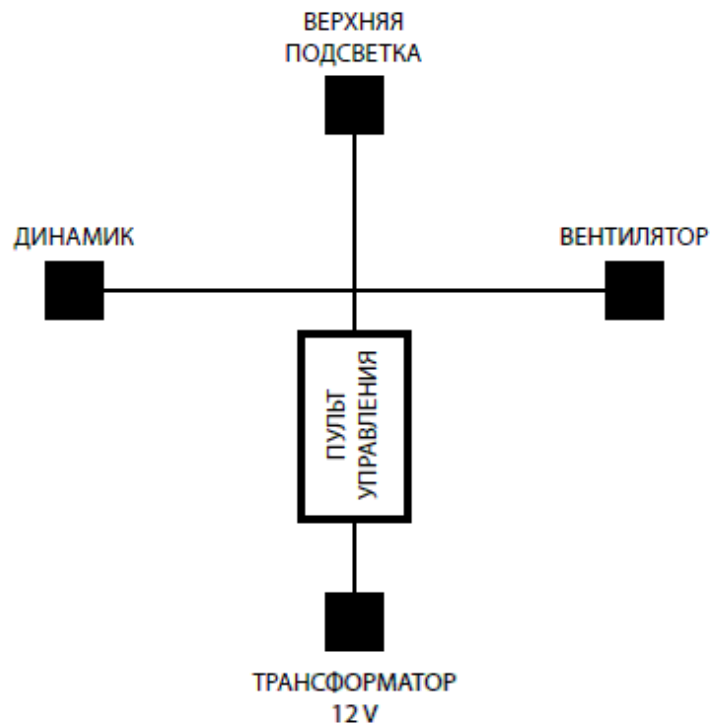 ВЕРХНЯЯ
ПОДСВЕТКА
ДИНАМИК
ВЕНТИЛЯТОР
ПУЛЬТ
УПРАВЛЕНИЯ
ТРАНСФОРМАТОР
12 V